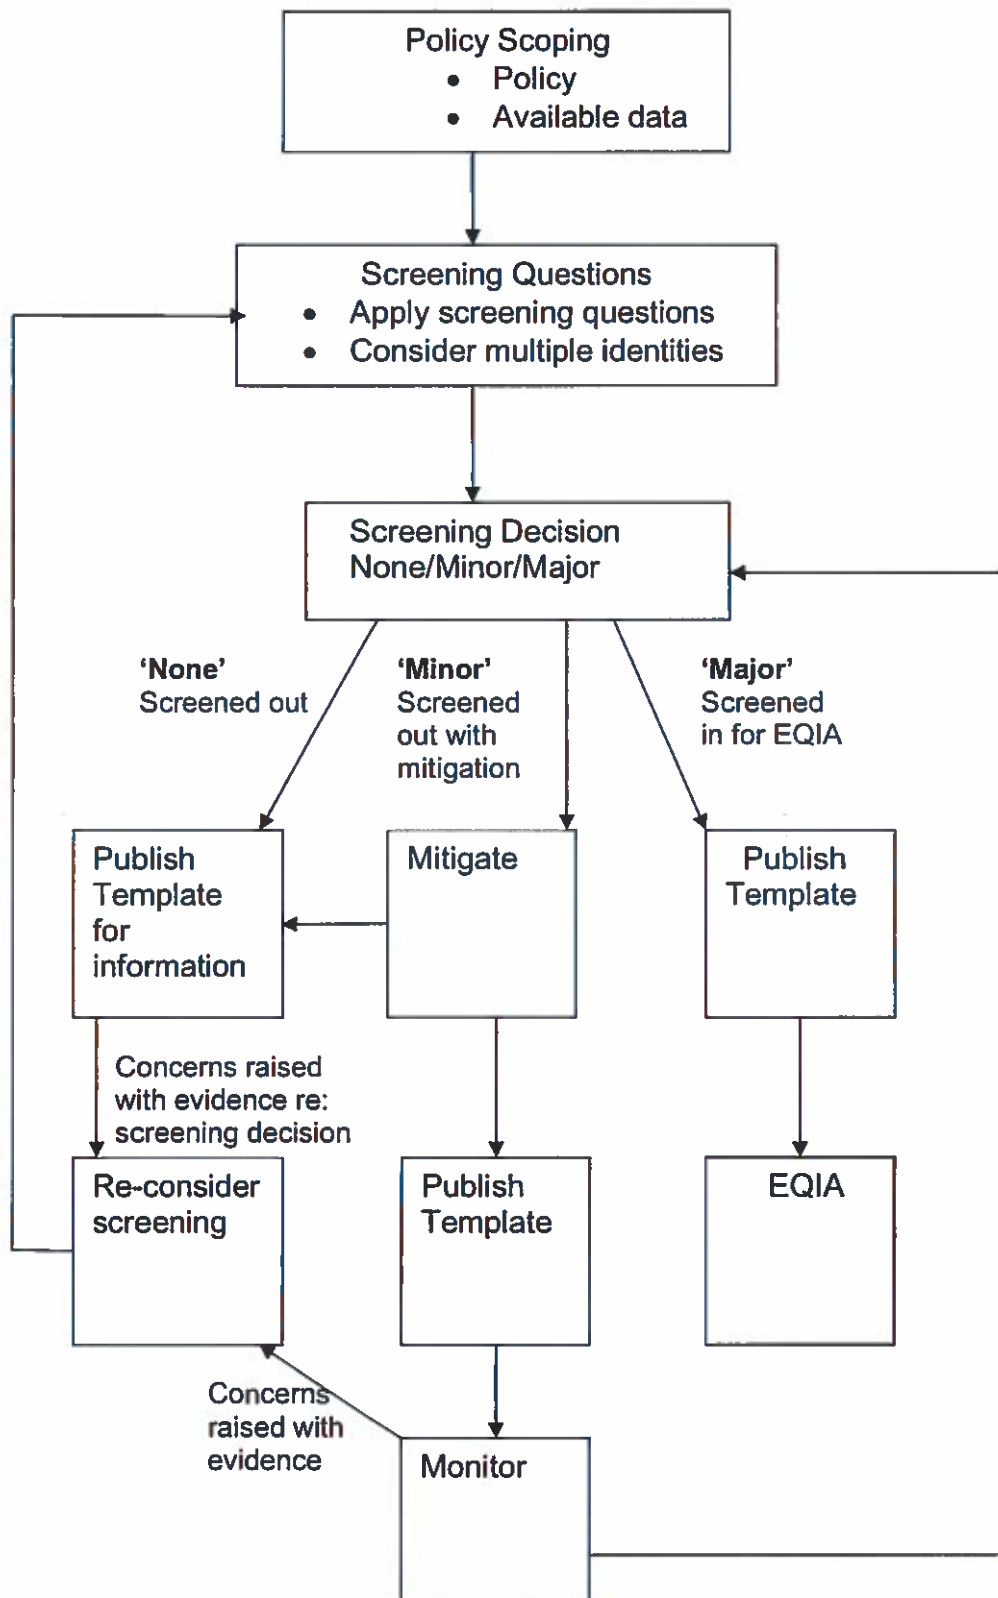 Policy Scoping
• Policy
• Available data
Screening Questions
• Apply screening questions
• Consider multiple identities
Screening Decision
None/Minor/Major
‘None’
Screened out
‘Minor’
Screened
out with
mitigation
‘Major’
Screened
in for EQIA
Publish
Template
for
information
Mitigate
Publish
Template
Concerns raised
with evidence re:
screening decision
Re-consider
screening
Publish
Template
EQIA
Concerns
raised with
evidence
Monitor